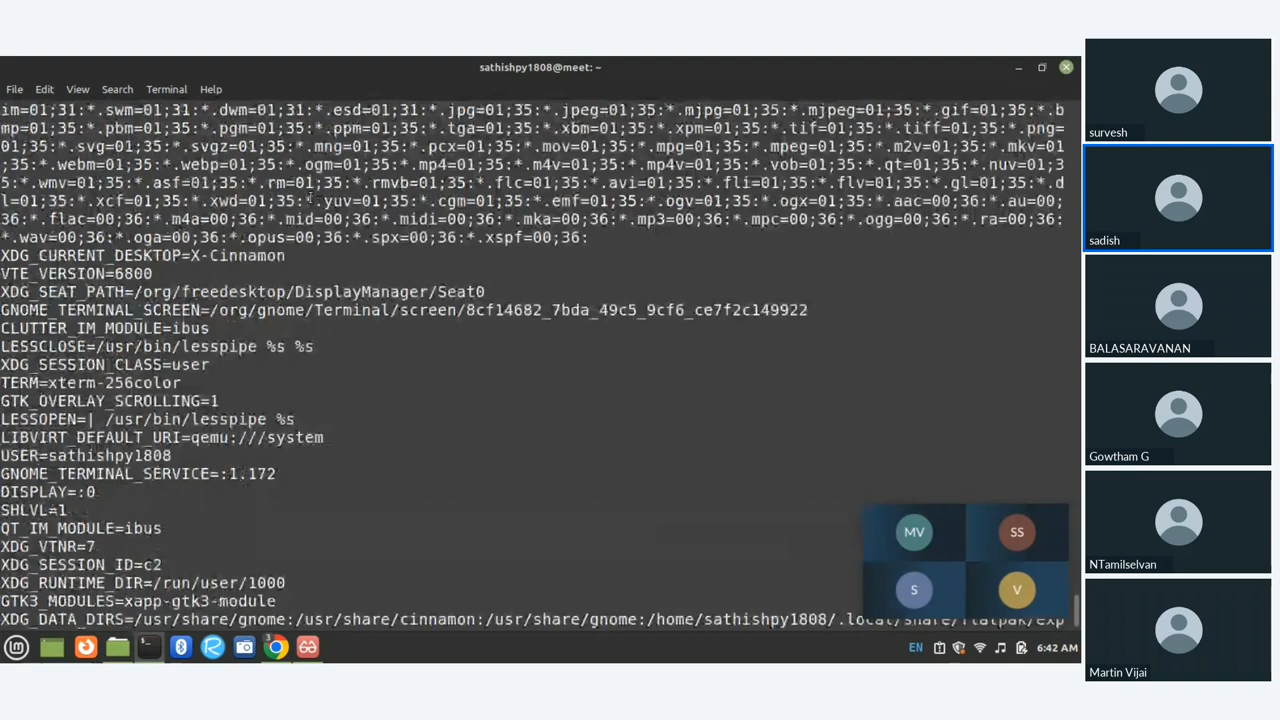 sathishpy1808@meet: ~
File Edit View Search Terminal Help
im=01;31:*.swm=01;31:*.dwm=01;31:*.esd=01;31:*.jpg=01;35:*.jpeg=01;35:*.mjpg=01;35:*.mjpeg=01;35:*.gif=01;35:*.b
mp=01;35:*.pbm=01;35:*.pgm=01;35:*.ppm=01;35:*.tga=01;35:*.xbm=01;35:*.xpm=01;35:*.tif=01;35:*.tiff=01;35:*.png=
01;35:*.svg=01;35:*.svgz=01;35:*.mng=01;35:*.pcx=01;35:*.mov=01;35:*.mpg=01;35:*.mpeg=01;35:*.m2v=01;35:*.mkv=01
;35:*.webm=01;35:*.webp=01;35:*.ogm=01;35:*.mp4=01;35:*.m4v=01;35:*.mp4v=01;35:*.vob=01;35:*.qt=01;35:*.nuv=01;3
5:*.wmv=01;35:*.asf=01;35:*.rm=01;35:*.rmvb=01;35:*.flc=01;35:*.avi=01;35:*.fli=01;35:*.flv=01;35:*.gl=01;35:*.d
l=01;35:*.xcf=01;35:*.xwd=01;35:*.yuv=01;35:*.cgm=01;35:*.emf=01;35:*.ogv=01;35:*.ogx=01;35:*.aac=00;36:*.au=00;
36:*.flac=00;36:*.m4a=00;36:*.mid=00;36:*.midi=00;36:*.mka=00;36:*.mp3=00;36:*.mpc=00;36:*.ogg=00;36:*.ra=00;36:
*.wav=00;36:*.oga=00;36:*.opus=00;36:*.spx=00;36:*.xspf=00;36:
XDG_CURRENT_DESKTOP=X-Cinnamon
VTE_VERSION=6800
XDG_SEAT_PATH=/org/freedesktop/DisplayManager/Seat0
GNOME_TERMINAL_SCREEN=/org/gnome/Terminal/screen/8cf14682_7bda_49c5_9cf6_ce7f2c149922
CLUTTER_IM_MODULE=ibus
LESSCLOSE=/usr/bin/lesspipe %s %s
XDG_SESSION_CLASS=user
TERM=xterm-256color
GTK_OVERLAY_SCROLLING=1
LESSOPEN=| /usr/bin/lesspipe %s
LIBVIRT_DEFAULT_URI=qemu:///system
USER=sathishpy1808
GNOME_TERMINAL_SERVICE=:1.172
DISPLAY=:0
SHLVL=1
QT_IM_MODULE=ibus
XDG_VTNR=7
XDG_SESSION_ID=c2
XDG_RUNTIME_DIR=/run/user/1000
GTK3_MODULES=xapp-gtk3-module
XDG_DATA_DIRS=/usr/share/gnome:/usr/share/cinnamon:/usr/share/gnome:/home/sathishpy1808/.local/share/flatpak/exp
MV SS
S V
3
EN 6:42 AM
survesh
sadish
BALASARAVANAN
Gowtham G
NTamilselvan
Martin Vijai